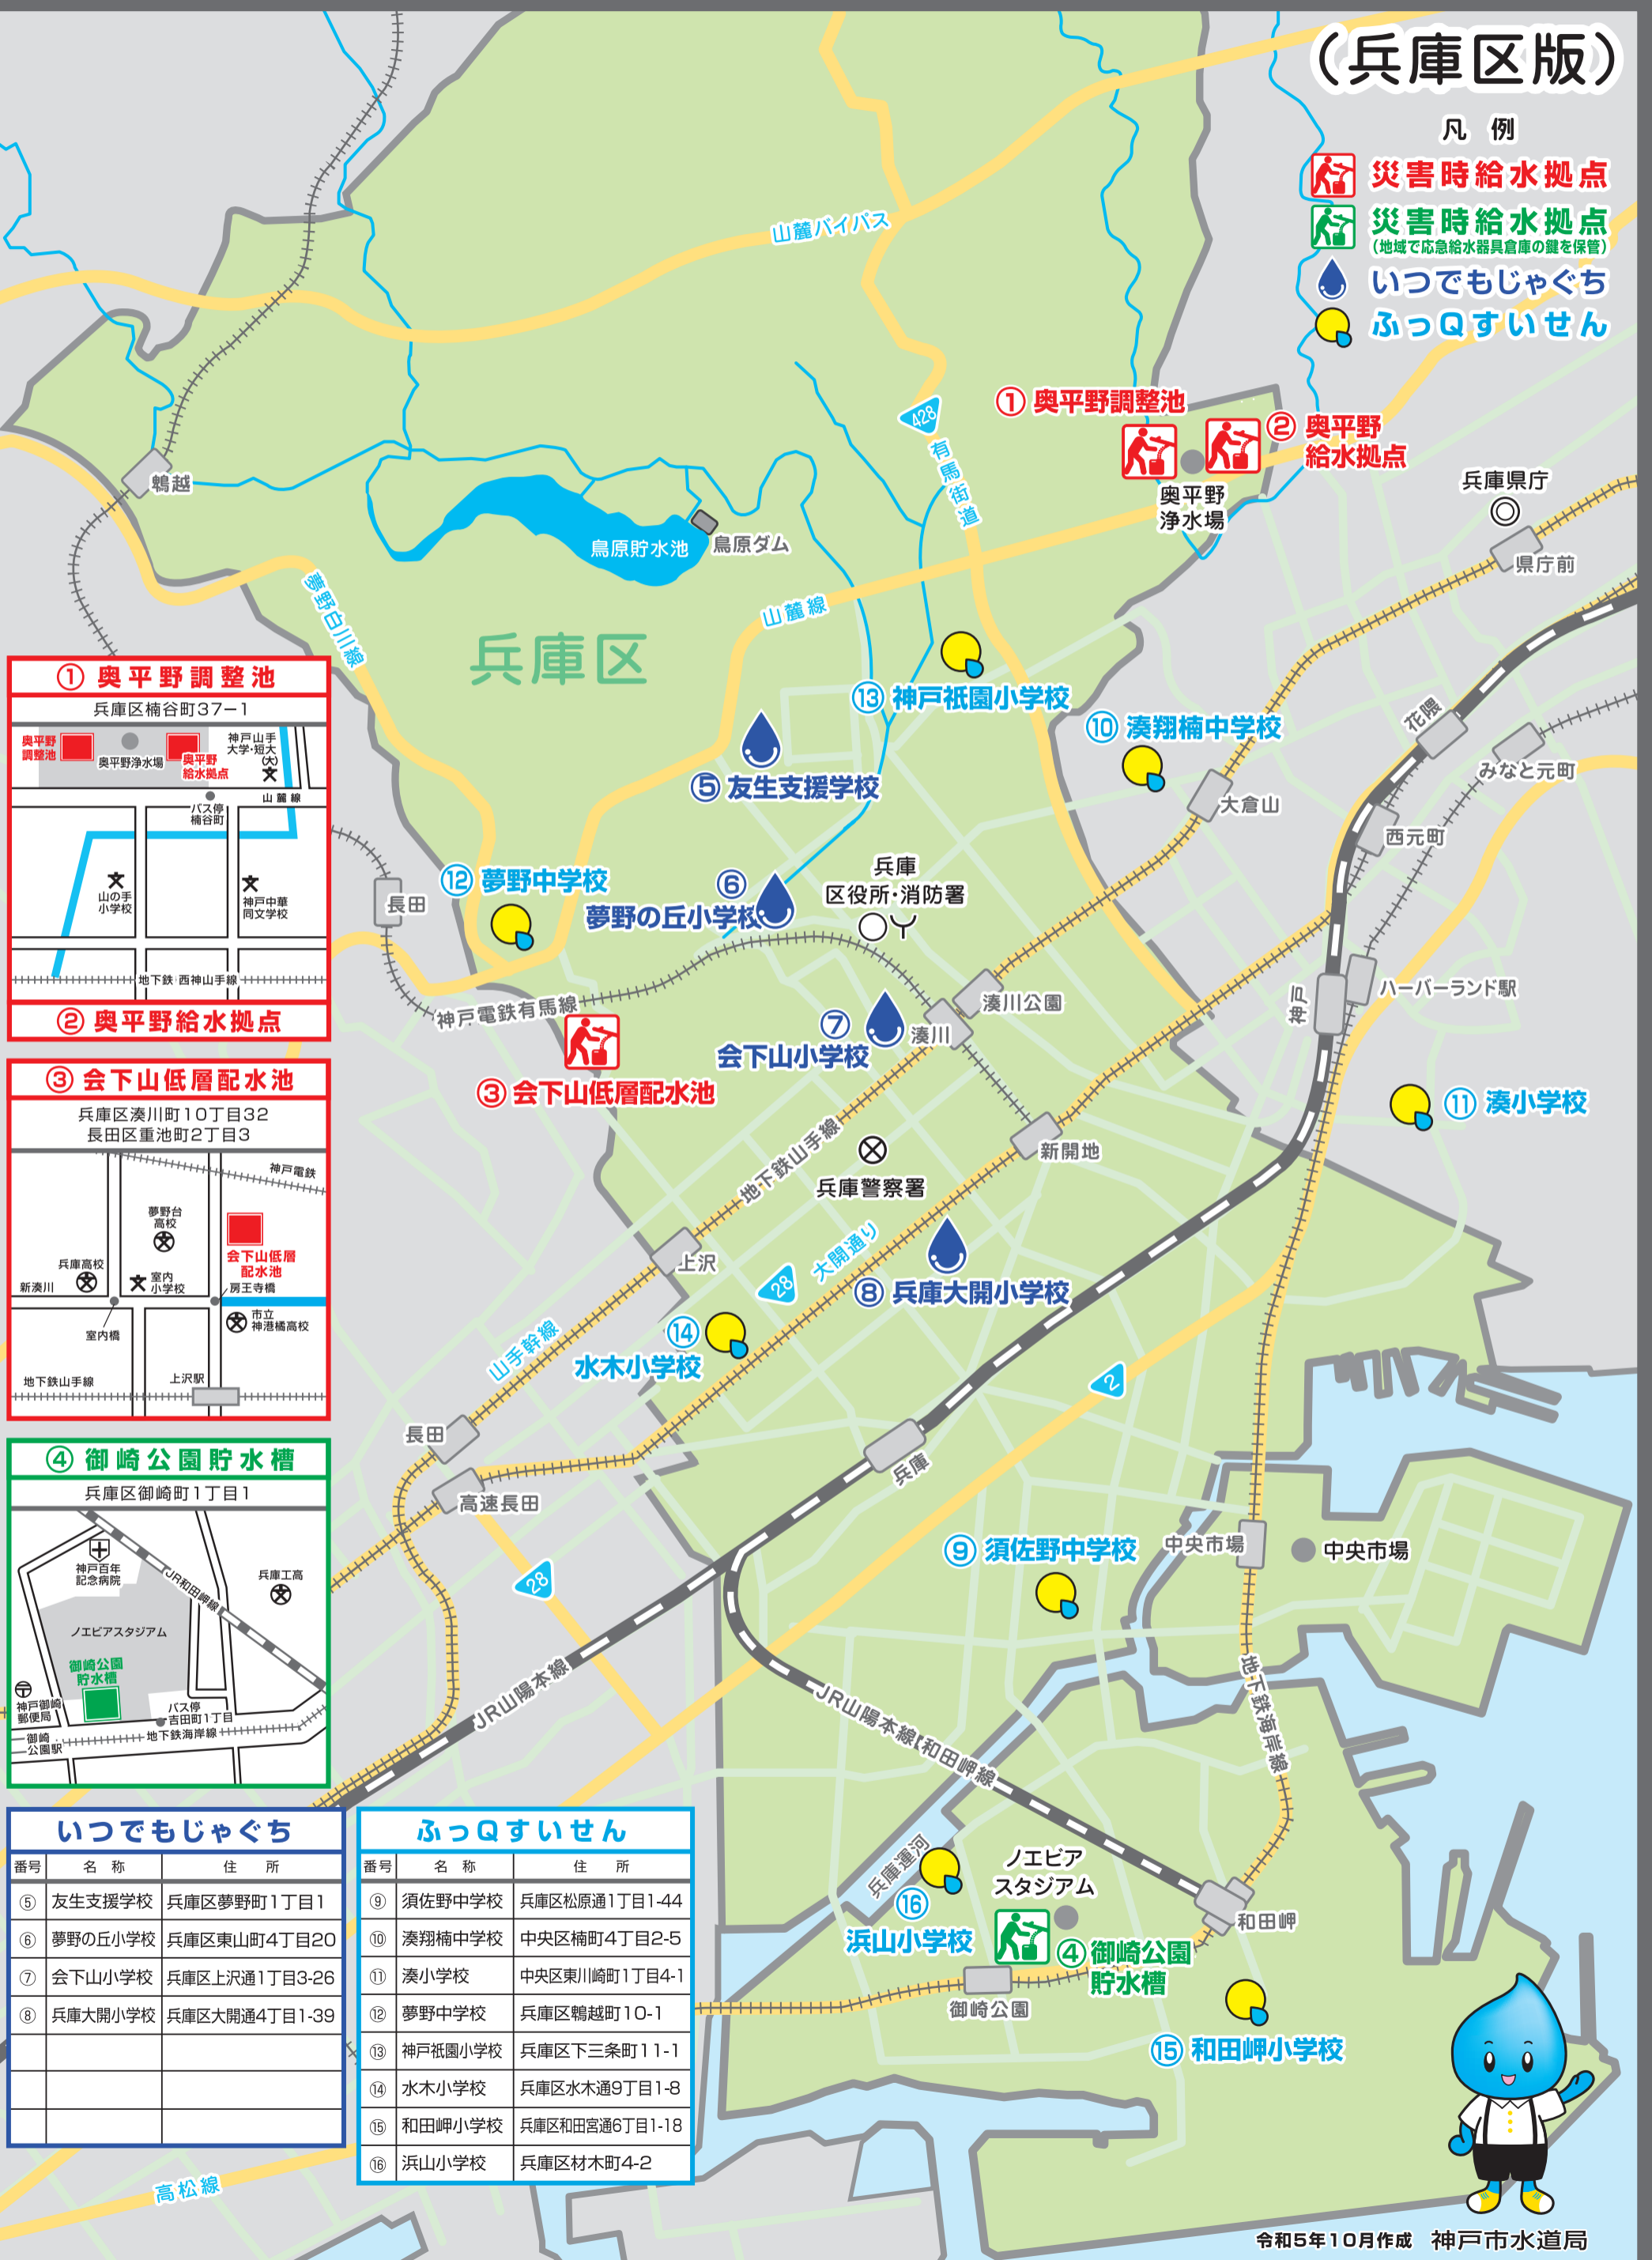 （兵庫区版）
凡 例
災害時給水拠点
災害時給水拠点
（地域で応急給水器具倉庫の鍵を保管）
いつでもじゃぐち
ふっQすいせん
山麓バイパス
428
有馬街道
① 奥平野調整池
② 奥平野
給水拠点
奥平野
浄水場
兵庫県庁
県庁前
鵯越
烏原貯水池
烏原ダム
山麓線
夢野白川線
兵庫区
⑬ 神戸祇園小学校
⑩ 湊翔楠中学校
花隈
みなと元町
大倉山
西元町
⑤ 友生支援学校
⑫ 夢野中学校
長田
⑥
夢野の丘小学校
兵庫
区役所・消防署
神戸電鉄有馬線
湊川公園
湊川
神戸
ハーバーランド駅
⑦
会下山小学校
③ 会下山低層配水池
⑪ 湊小学校
新開地
地下鉄山手線
兵庫警察署
上沢
28
大開通り
⑧ 兵庫大開小学校
⑭
水木小学校
山手幹線
2
長田
高速長田
兵庫
28
⑨ 須佐野中学校
中央市場
中央市場
JR山陽本線
JR山陽本線(和田岬線)
地下鉄海岸線
兵庫運河
⑯
浜山小学校
ノエビア
スタジアム
④ 御崎公園
貯水槽
和田岬
御崎公園
⑮ 和田岬小学校
高松線
① 奥平野調整池
兵庫区楠谷町37−1
奥平野
調整池
奥平野浄水場
奥平野
給水拠点
神戸山手
大学・短大
(大)
バス停
楠谷町
山麓線
山の手
小学校
神戸中華
同文学校
地下鉄 西神山手線
② 奥平野給水拠点
③ 会下山低層配水池
兵庫区湊川町10丁目32
長田区重池町2丁目3
神戸電鉄
夢野台
高校
会下山低層
配水池
兵庫高校
新湊川
室内
小学校
房王寺橋
室内橋
市立
神港橘高校
地下鉄山手線
上沢駅
④ 御崎公園貯水槽
兵庫区御崎町1丁目1
神戸百年
記念病院
JR和田岬線
兵庫工高
ノエビアスタジアム
御崎公園
貯水槽
神戸御崎
郵便局
バス停
吉田町1丁目
御崎
公園駅
地下鉄海岸線
いつでもじゃぐち
番号 名 称 住 所
⑤ 友生支援学校 兵庫区夢野町1丁目1
⑥ 夢野の丘小学校 兵庫区東山町4丁目20
⑦ 会下山小学校 兵庫区上沢通1丁目3-26
⑧ 兵庫大開小学校 兵庫区大開通4丁目1-39
ふっQすいせん
番号 名 称 住 所
⑨ 須佐野中学校 兵庫区松原通1丁目1-44
⑩ 湊翔楠中学校 中央区楠町4丁目2-5
⑪ 湊小学校 中央区東川崎町1丁目4-1
⑫ 夢野中学校 兵庫区鵯越町10-1
⑬ 神戸祇園小学校 兵庫区下三条町11-1
⑭ 水木小学校 兵庫区水木通9丁目1-8
⑮ 和田岬小学校 兵庫区和田宮通6丁目1-18
⑯ 浜山小学校 兵庫区材木町4-2
令和5年10月作成 神戸市水道局